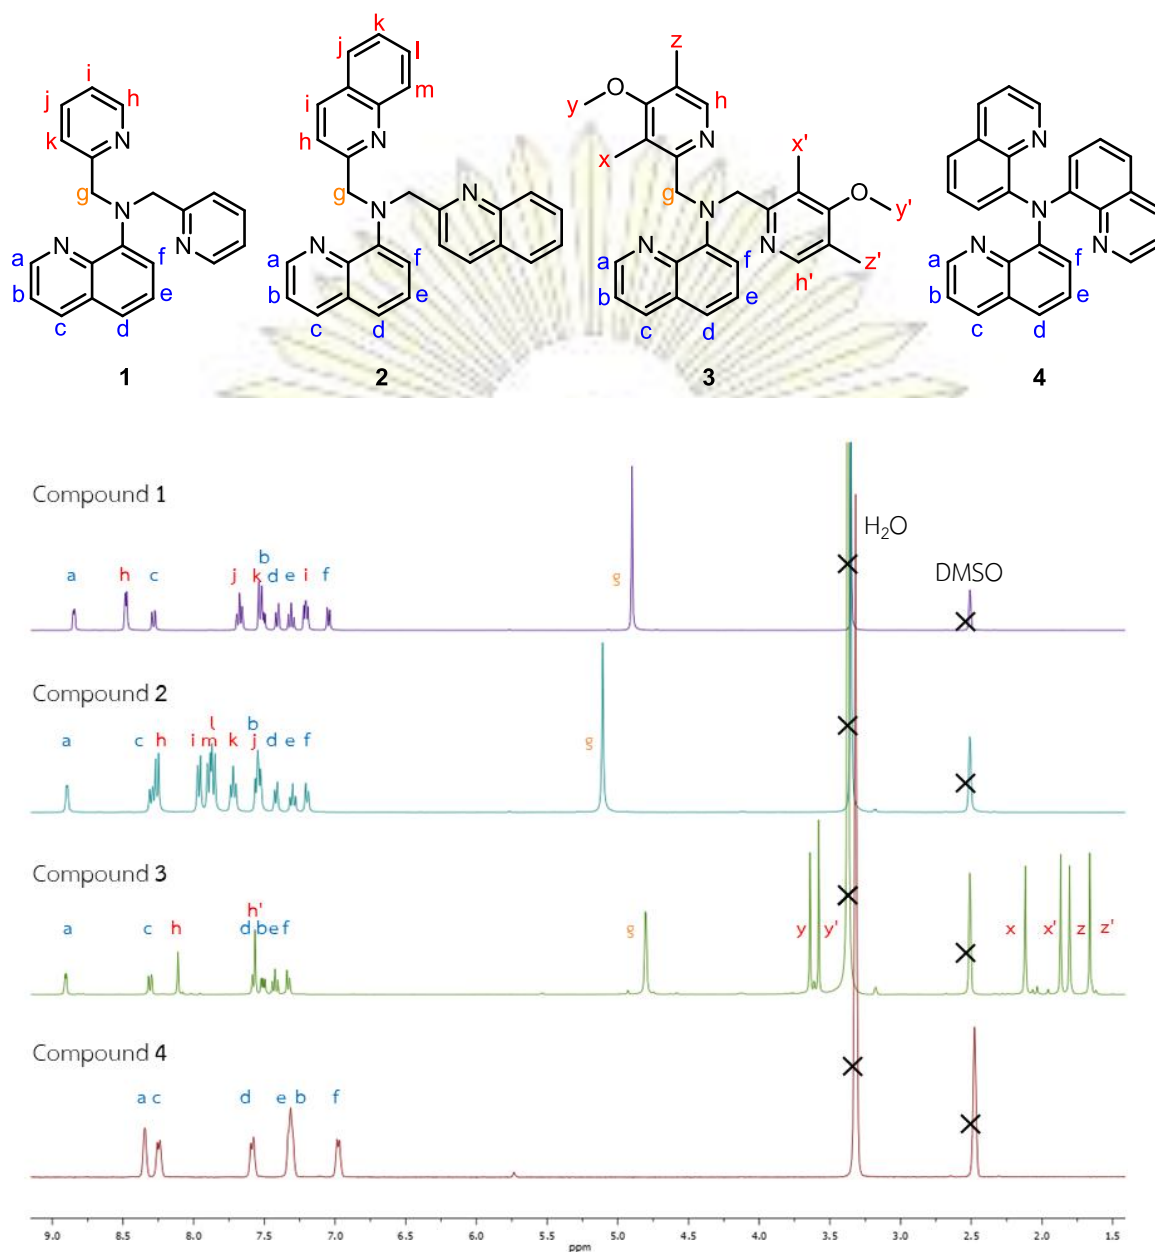 k
j l
i m
h
N
g
N N
N
a f
b e
c d
2
i
j h
k N
g
N
N N
a f
b e
c d
1
z
y O h
N
x x'
g O y'
N
N N z'
a f h'
b e
c d
3
N
N
N N
a f
b e
c d
4
Compound 1
H2O
DMSO
a h c j k b d e i f g
Compound 2
a c h i l m k b j d e f g
Compound 3
a c h d h' b e f g y y' x x' z z'
Compound 4
a c d e b f
9.0 8.5 8.0 7.5 7.0 6.5 6.0 5.5 5.0 4.5 4.0 3.5 3.0 2.5 2.0 1.5
ppm